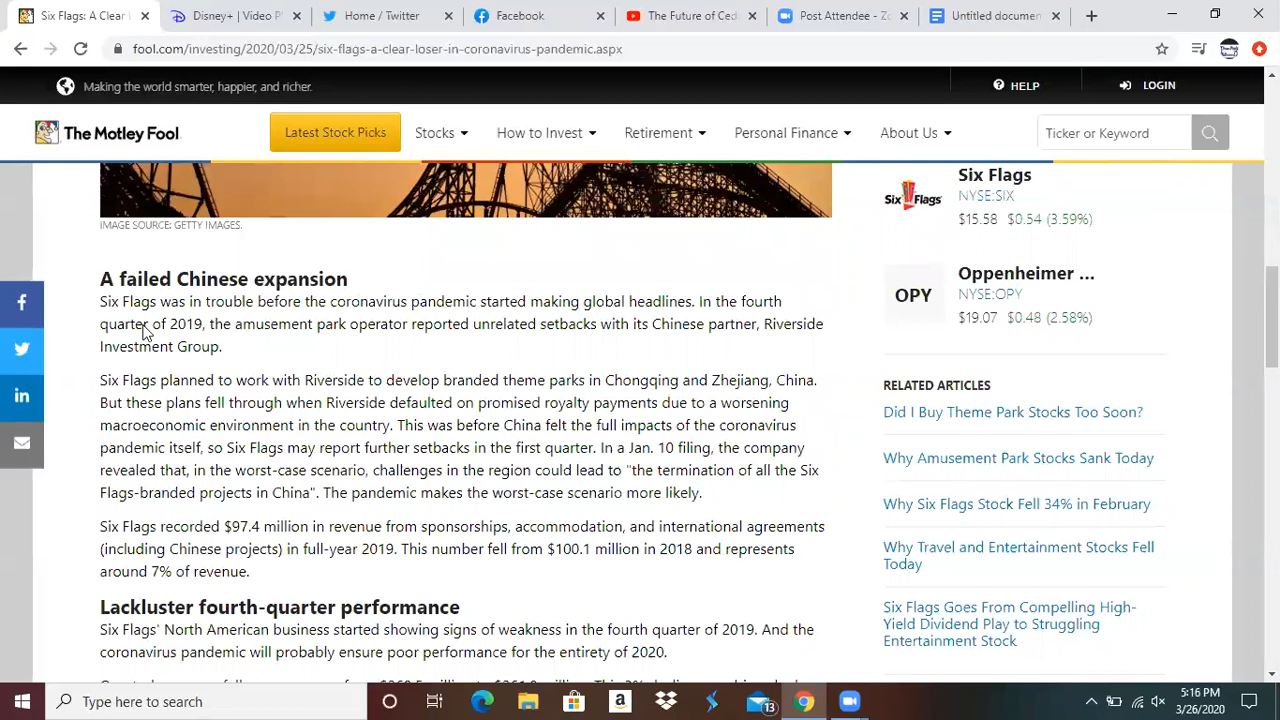 Six Flags: A Clear L
Disney+ | Video P
Home / Twitter
Facebook
The Future of Ced
Post Attendee - Zo
Untitled documen
fool.com/investing/2020/03/25/six-flags-a-clear-loser-in-coronavirus-pandemic.aspx
Making the world smarter, happier, and richer.
HELP
LOGIN
The Motley Fool
Latest Stock Picks
Stocks
How to Invest
Retirement
Personal Finance
About Us
Ticker or Keyword
IMAGE SOURCE: GETTY IMAGES.
A failed Chinese expansion
Six Flags was in trouble before the coronavirus pandemic started making global headlines. In the fourth
quarter of 2019, the amusement park operator reported unrelated setbacks with its Chinese partner, Riverside
Investment Group.
Six Flags planned to work with Riverside to develop branded theme parks in Chongqing and Zhejiang, China.
But these plans fell through when Riverside defaulted on promised royalty payments due to a worsening
macroeconomic environment in the country. This was before China felt the full impacts of the coronavirus
pandemic itself, so Six Flags may report further setbacks in the first quarter. In a Jan. 10 filing, the company
revealed that, in the worst-case scenario, challenges in the region could lead to "the termination of all the Six
Flags-branded projects in China". The pandemic makes the worst-case scenario more likely.
Six Flags recorded $97.4 million in revenue from sponsorships, accommodation, and international agreements
(including Chinese projects) in full-year 2019. This number fell from $100.1 million in 2018 and represents
around 7% of revenue.
Lackluster fourth-quarter performance
Six Flags' North American business started showing signs of weakness in the fourth quarter of 2019. And the
coronavirus pandemic will probably ensure poor performance for the entirety of 2020.
Six Flags
Six Flags
NYSE:SIX
$15.58 $0.54 (3.59%)
OPY
Oppenheimer ...
NYSE:OPY
$19.07 $0.48 (2.58%)
RELATED ARTICLES
Did I Buy Theme Park Stocks Too Soon?
Why Amusement Park Stocks Sank Today
Why Six Flags Stock Fell 34% in February
Why Travel and Entertainment Stocks Fell
Today
Six Flags Goes From Compelling High-
Yield Dividend Play to Struggling
Entertainment Stock
Type here to search
13
5:16 PM
3/26/2020